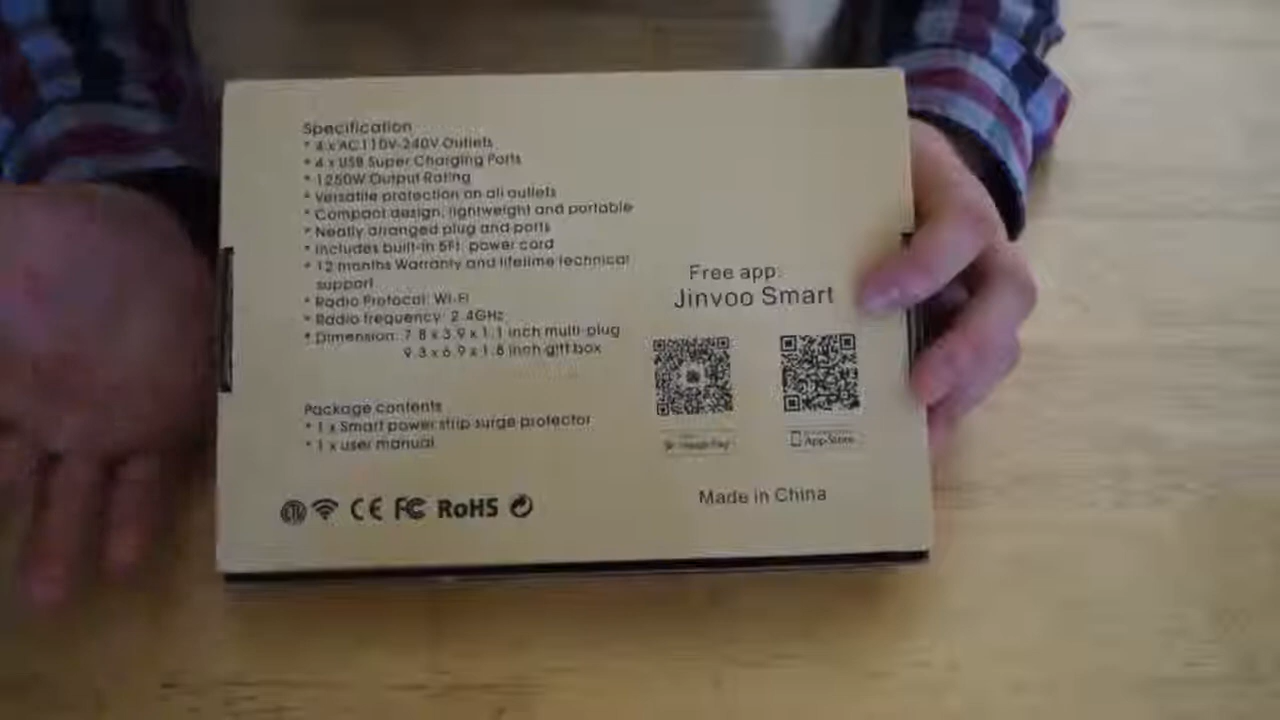 Specification
* 4 x AC 110V-240V Outlets
* 4 x USB Super Charging Ports
* 1250W Output Rating
* Versatile protection on all outlets
* Compact design, lightweight and portable
* Neatly arranged plug and ports
* Includes built-in 5Ft. power cord
* 12 months Warranty and lifetime technical
support
* Radio Protocal: Wi-Fi
* Radio frequency: 2.4GHz
* Dimension: 7.8 x 3.9 x 1.1 inch multi-plug
9.3 x 6.9 x 1.8 inch gift box
Package contents
* 1 x Smart power strip surge protector
* 1 x user manual
CE FC RoHS
Free app:
Jinvoo Smart
Google Play
App Store
Made in China